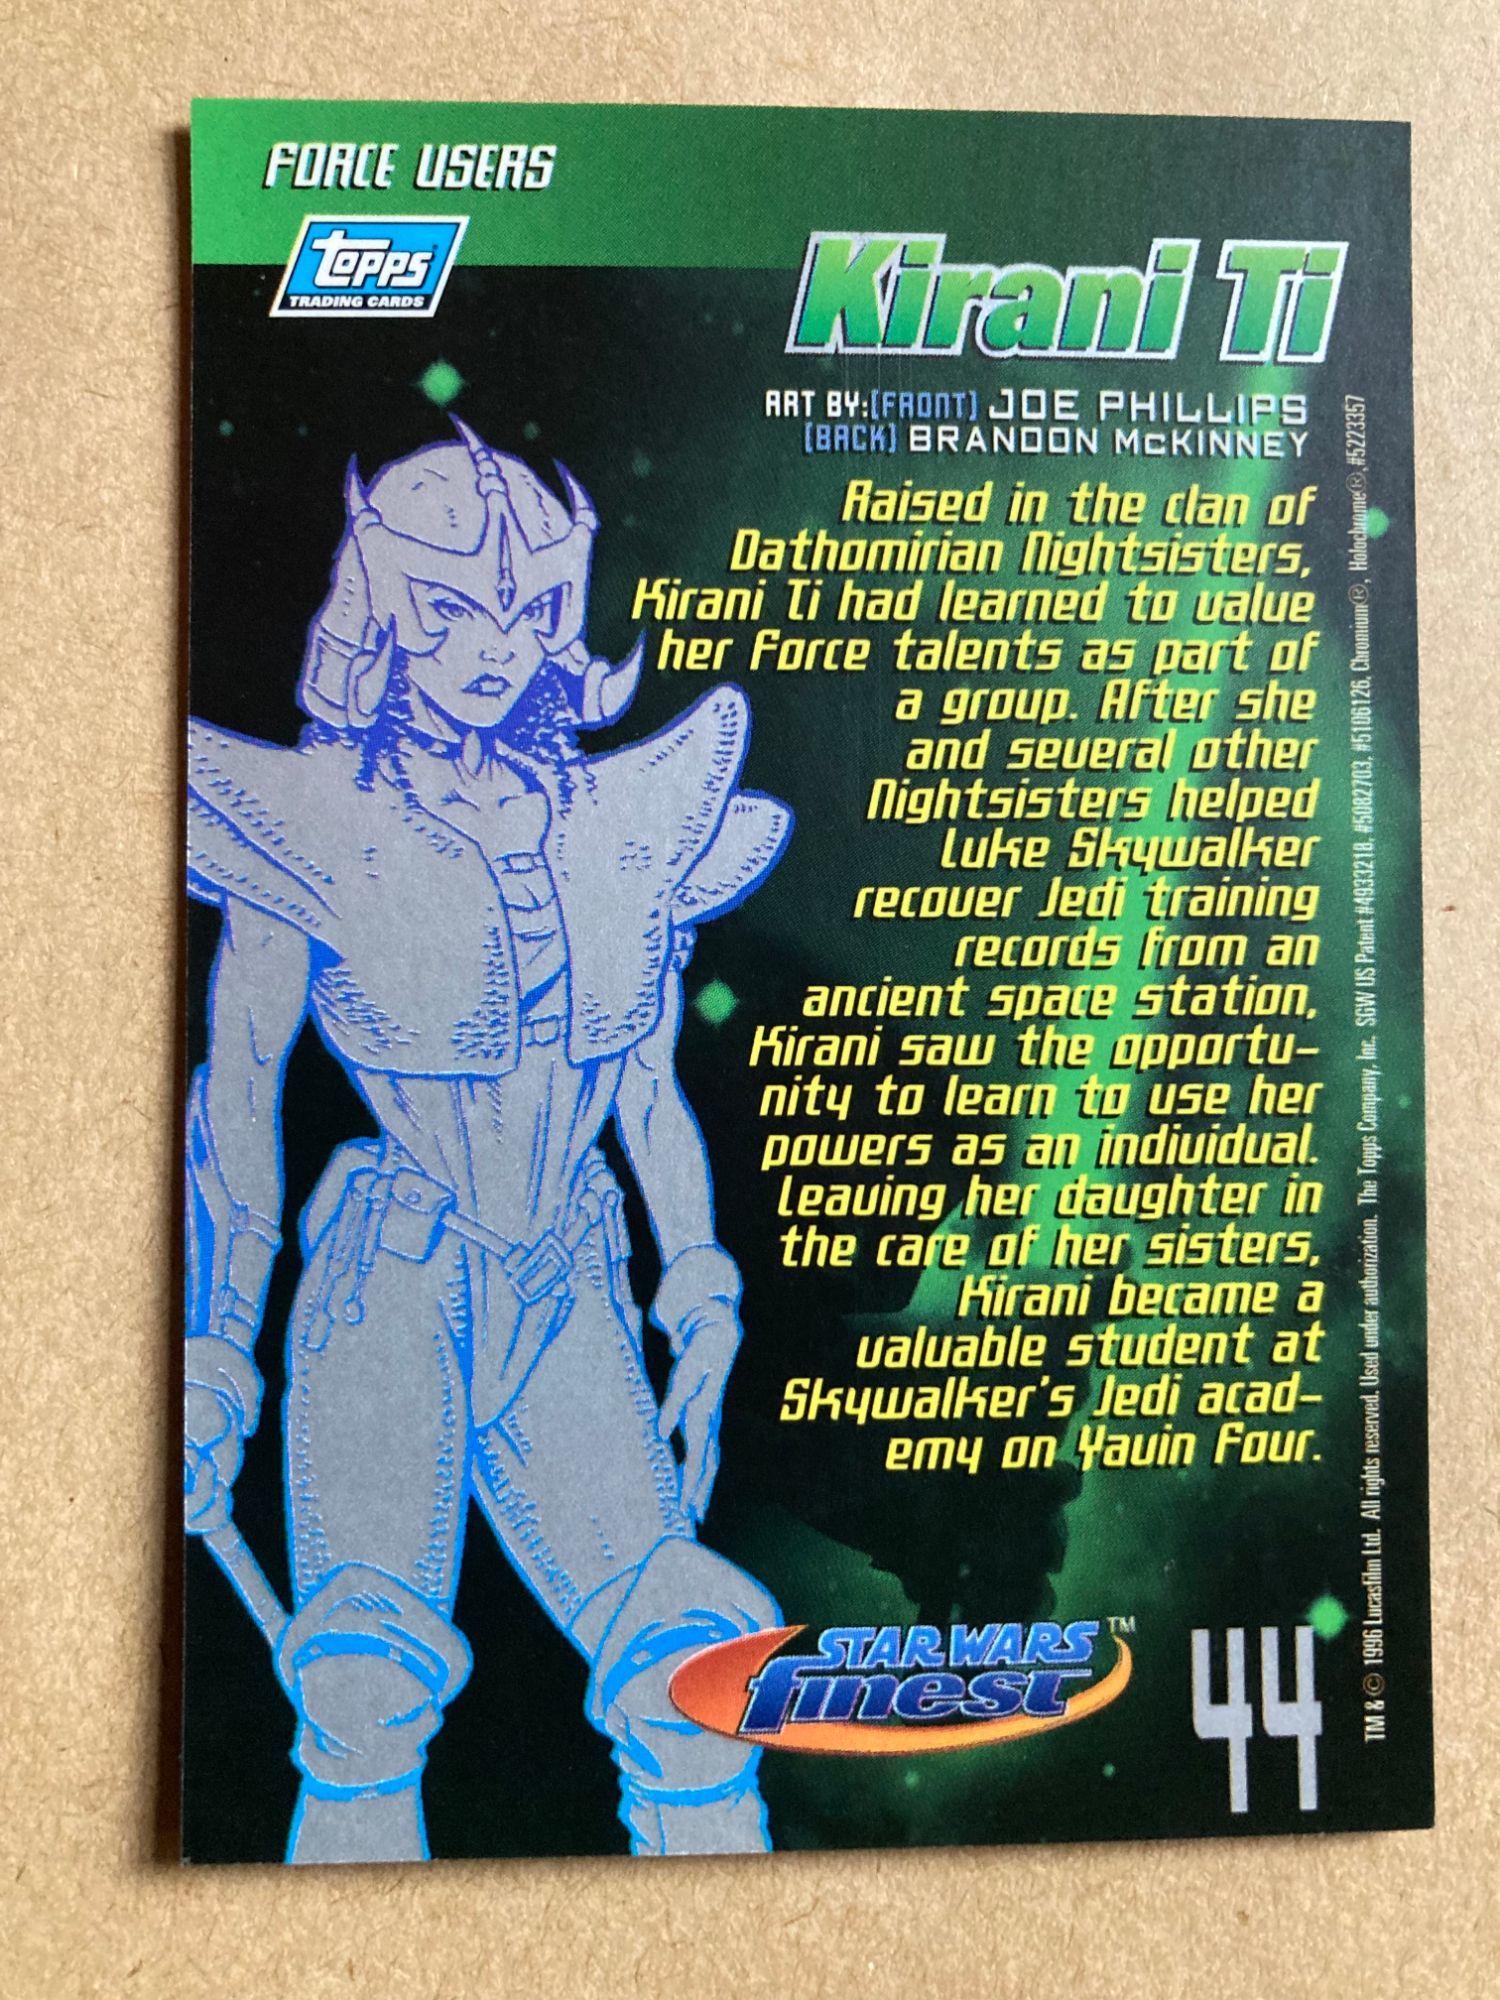 FORCE USERS
Topps
TRADING CARDS
Kirani Ti
ART BY:(FRONT) JOE PHILLIPS
(BACK) BRANDON McKINNEY
Raised in the clan of
Dathomirian Nightsisters,
Kirani Ti had learned to value
her Force talents as part of
a group. After she
and several other
Nightsisters helped
Luke Skywalker
recover Jedi training
records from an
ancient space station,
Kirani saw the opportu-
nity to learn to use her
powers as an individual.
Leaving her daughter in
the care of her sisters,
Kirani became a
valuable student at
Skywalker's Jedi acad-
emy on Yavin Four.
STAR WARS TM
finest
44
TM & © 1996 Lucasfilm Ltd. All rights reserved. Used under authorization. The Topps Company, Inc. SGW US Patent #4933218, #5082703, #5106126, Chromium®, Holochrome®, #5223357